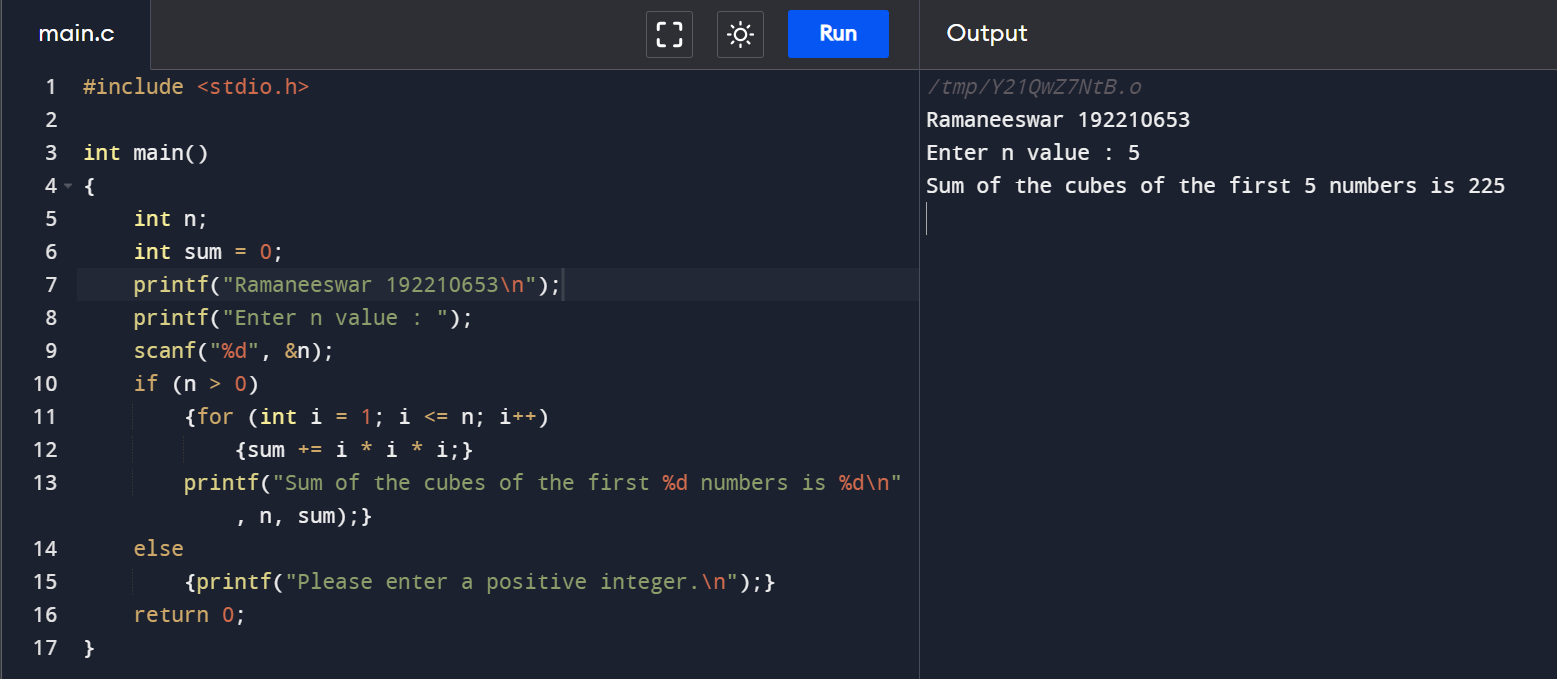 main.c
Run
Output
1 #include <stdio.h>
2
3 int main()
4 {
5     int n;
6     int sum = 0;
7     printf("Ramaneeswar 192210653\n");
8     printf("Enter n value : ");
9     scanf("%d", &n);
10     if (n > 0)
11         {for (int i = 1; i <= n; i++)
12             {sum += i * i * i;}
13         printf("Sum of the cubes of the first %d numbers is %d\n"
            , n, sum);}
14     else
15         {printf("Please enter a positive integer.\n");}
16     return 0;
17 }
/tmp/Y21QwZ7NtB.o
Ramaneeswar 192210653
Enter n value : 5
Sum of the cubes of the first 5 numbers is 225